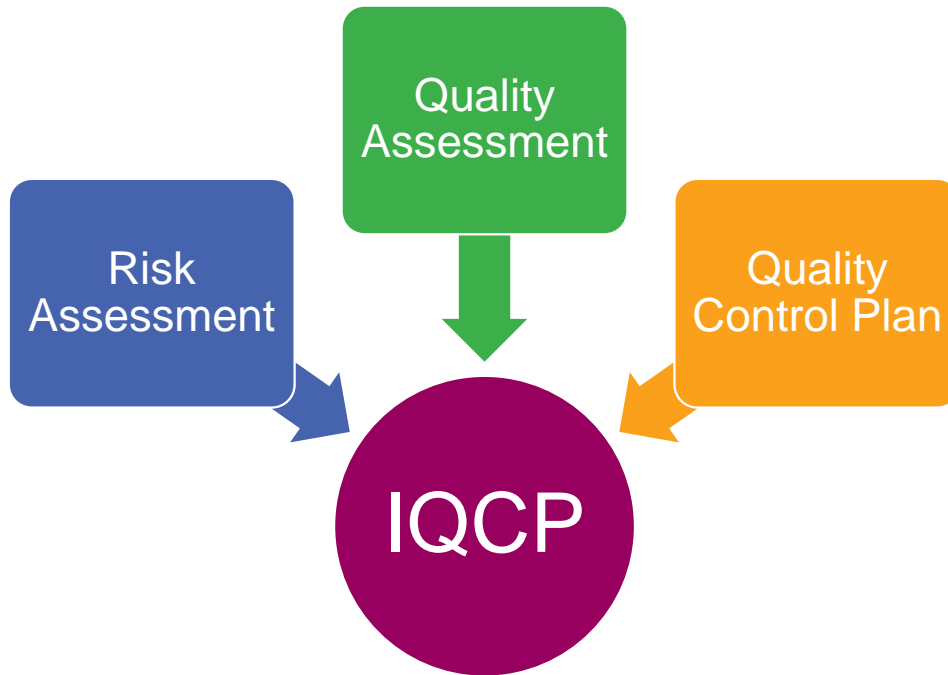 Quality
Assessment
Risk
Assessment
Quality
Control Plan
IQCP